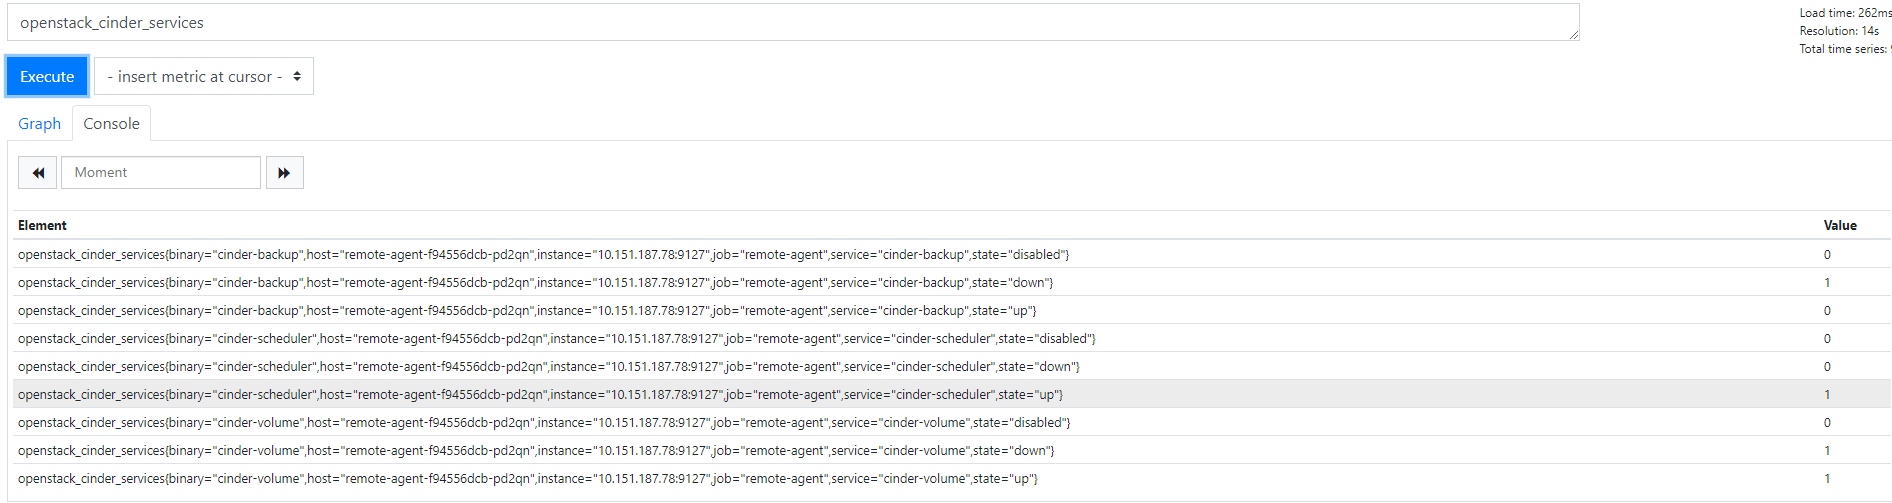 openstack_cinder_services
Load time: 262ms
Resolution: 14s
Total time series:
Execute
- insert metric at cursor -
Graph
Console
Moment
Element Value
openstack_cinder_services{binary="cinder-backup",host="remote-agent-f94556dcb-pd2qn",instance="10.151.187.78:9127",job="remote-agent",service="cinder-backup",state="disabled"} 0
openstack_cinder_services{binary="cinder-backup",host="remote-agent-f94556dcb-pd2qn",instance="10.151.187.78:9127",job="remote-agent",service="cinder-backup",state="down"} 1
openstack_cinder_services{binary="cinder-backup",host="remote-agent-f94556dcb-pd2qn",instance="10.151.187.78:9127",job="remote-agent",service="cinder-backup",state="up"} 0
openstack_cinder_services{binary="cinder-scheduler",host="remote-agent-f94556dcb-pd2qn",instance="10.151.187.78:9127",job="remote-agent",service="cinder-scheduler",state="disabled"} 0
openstack_cinder_services{binary="cinder-scheduler",host="remote-agent-f94556dcb-pd2qn",instance="10.151.187.78:9127",job="remote-agent",service="cinder-scheduler",state="down"} 0
openstack_cinder_services{binary="cinder-scheduler",host="remote-agent-f94556dcb-pd2qn",instance="10.151.187.78:9127",job="remote-agent",service="cinder-scheduler",state="up"} 1
openstack_cinder_services{binary="cinder-volume",host="remote-agent-f94556dcb-pd2qn",instance="10.151.187.78:9127",job="remote-agent",service="cinder-volume",state="disabled"} 0
openstack_cinder_services{binary="cinder-volume",host="remote-agent-f94556dcb-pd2qn",instance="10.151.187.78:9127",job="remote-agent",service="cinder-volume",state="down"} 1
openstack_cinder_services{binary="cinder-volume",host="remote-agent-f94556dcb-pd2qn",instance="10.151.187.78:9127",job="remote-agent",service="cinder-volume",state="up"} 1